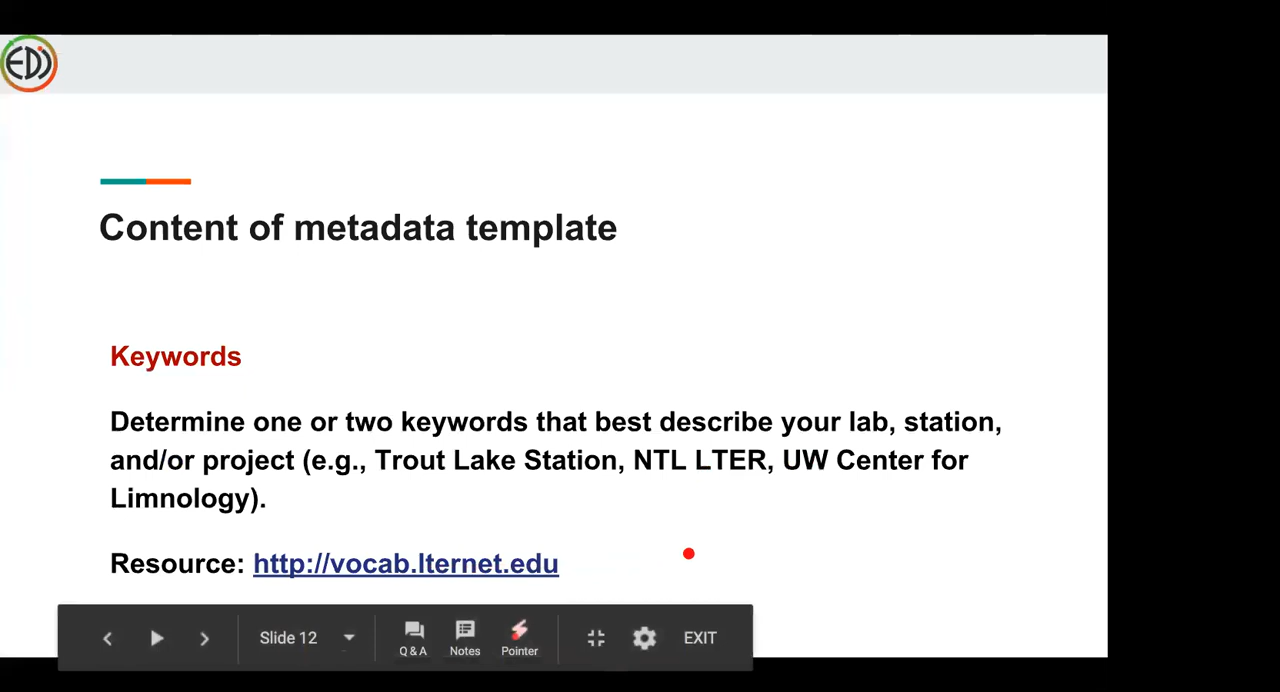 EDI
Content of metadata template
Keywords
Determine one or two keywords that best describe your lab, station,
and/or project (e.g., Trout Lake Station, NTL LTER, UW Center for
Limnology).
Resource: http://vocab.lternet.edu
Slide 12
Q & A
Notes
Pointer
EXIT